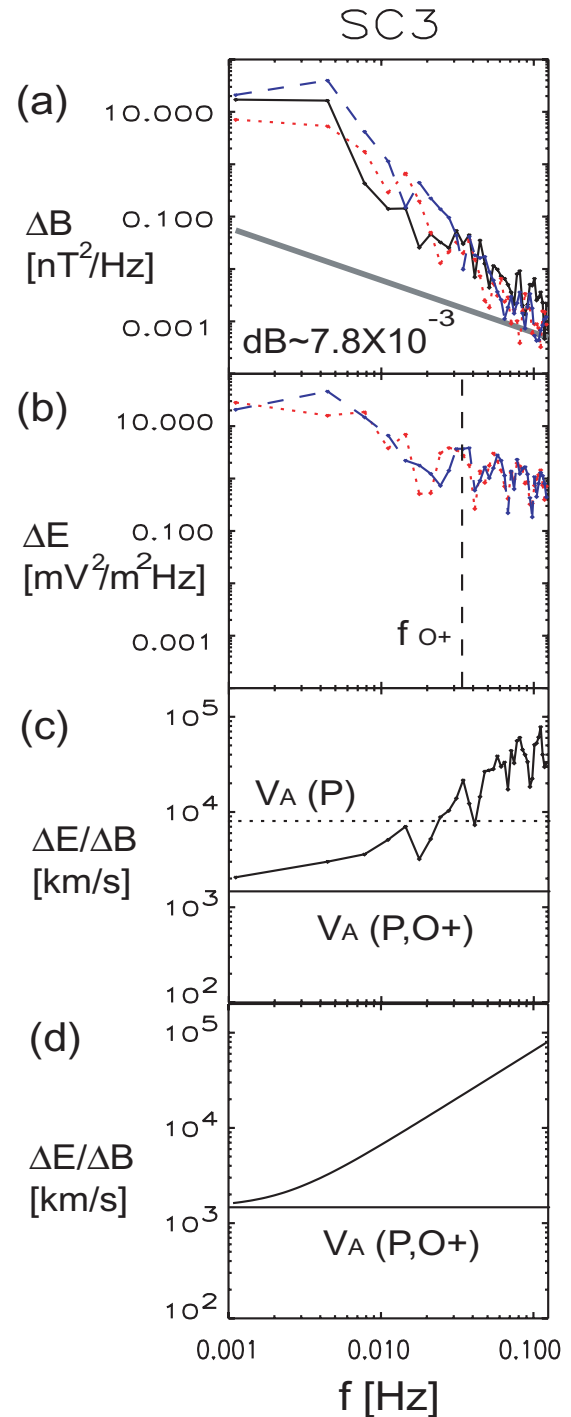 SC3
(a)
10.000
0.100
0.001
ΔB
[nT²/Hz]
dB~7.8X10⁻³
(b)
10.000
0.100
0.001
ΔE
[mV²/m²Hz]
f O+
(c)
10⁵
10⁴
10³
10²
ΔE/ΔB
[km/s]
VA (P)
VA (P,O+)
(d)
10⁵
10⁴
10³
10²
ΔE/ΔB
[km/s]
VA (P,O+)
0.001 0.010 0.100
f [Hz]